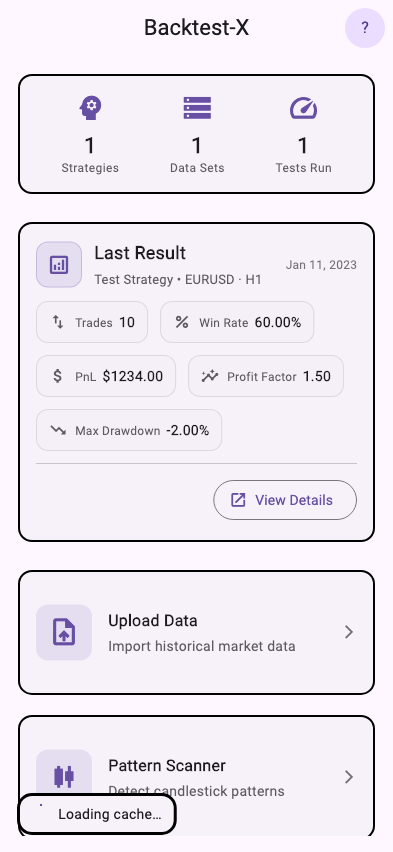 Backtest-X
?
1 1 1
Strategies Data Sets Tests Run
Last Result
Jan 11, 2023
Test Strategy • EURUSD · H1
Trades 10 Win Rate 60.00%
$ PnL $1234.00 Profit Factor 1.50
Max Drawdown -2.00%
View Details
Upload Data
Import historical market data
Pattern Scanner
Detect candlestick patterns
Loading cache…